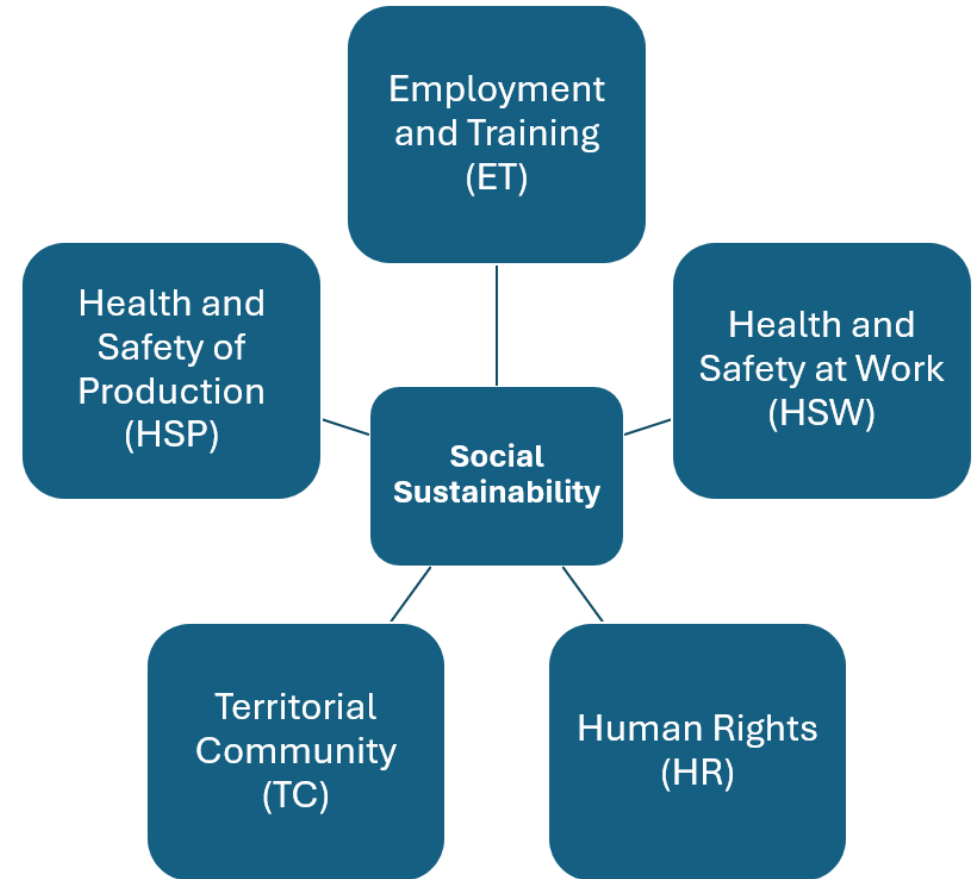 Employment
and Training
(ET)
Health and
Safety of
Production
(HSP)
Health and
Safety at Work
(HSW)
Social
Sustainability
Territorial
Community
(TC)
Human Rights
(HR)